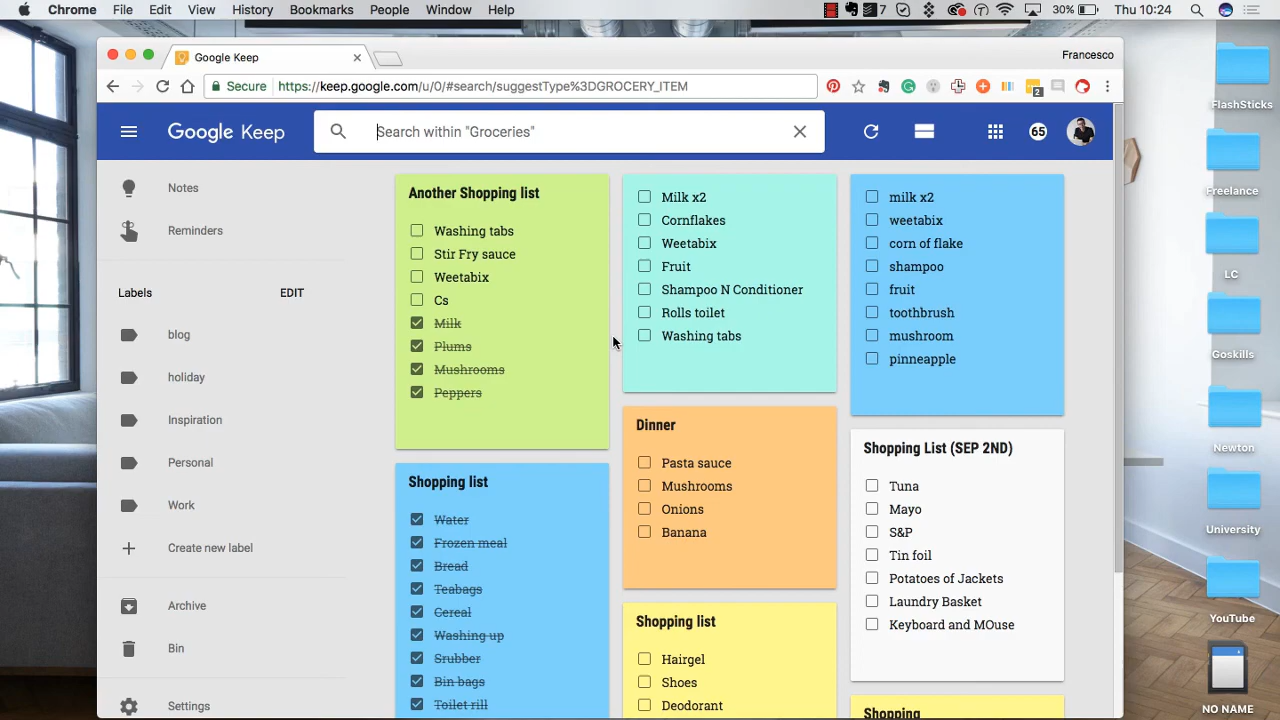 Chrome File Edit View History Bookmarks People Window Help
7 30% Thu 10:24
Google Keep
Francesco
Secure https://keep.google.com/u/0/#search/suggestType%3DGROCERY_ITEM
2
Google Keep
Search within "Groceries"
65
Notes
Reminders
Labels EDIT
blog
holiday
Inspiration
Personal
Work
Create new label
Archive
Bin
Settings
Another Shopping list
Washing tabs
Stir Fry sauce
Weetabix
Cs
Milk
Plums
Mushrooms
Peppers
Shopping list
Water
Frozen meal
Bread
Teabags
Cereal
Washing up
Srubber
Bin bags
Toilet rill
Milk x2
Cornflakes
Weetabix
Fruit
Shampoo N Conditioner
Rolls toilet
Washing tabs
Dinner
Pasta sauce
Mushrooms
Onions
Banana
Shopping list
Hairgel
Shoes
Deodorant
milk x2
weetabix
corn of flake
shampoo
fruit
toothbrush
mushroom
pinneapple
Shopping List (SEP 2ND)
Tuna
Mayo
S&P
Tin foil
Potatoes of Jackets
Laundry Basket
Keyboard and MOuse
Shopping
FlashSticks
Freelance
LC
Goskills
Newton
University
YouTube
NO NAME